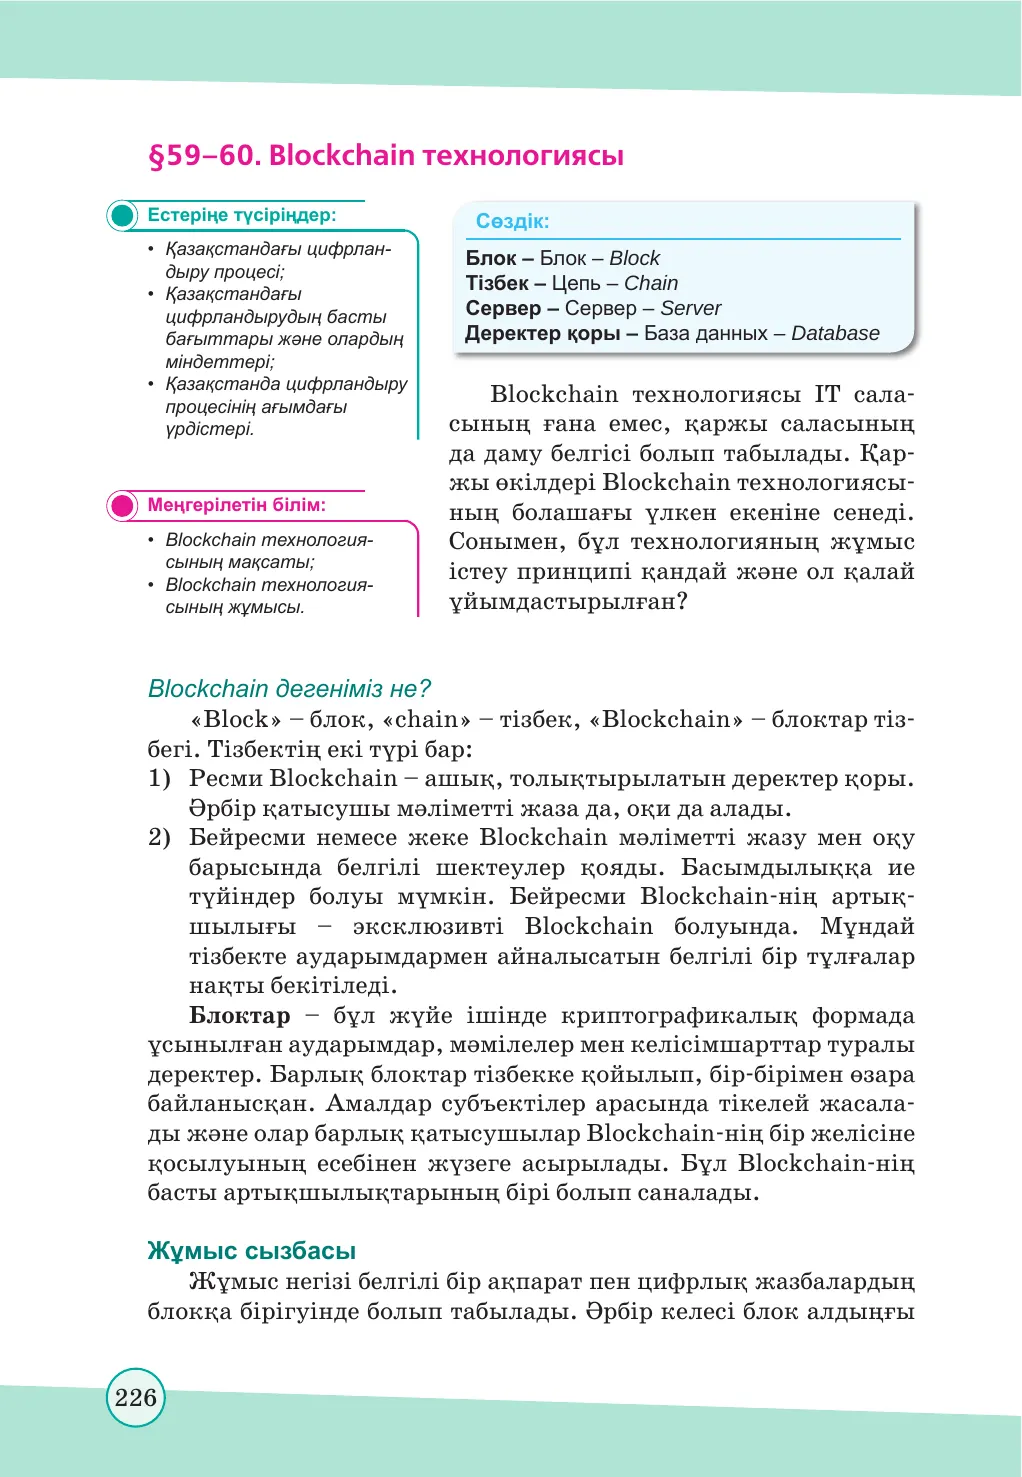 §59–60. Blockchain технологиясы
Естеріңе түсіріңдер:
• Қазақстандағы цифрлан-
дыру процесі;
• Қазақстандағы
цифрландырудың басты
бағыттары және олардың
міндеттері;
• Қазақстанда цифрландыру
процесінің ағымдағы
үрдістері.
Меңгерілетін білім:
• Blockchain технология-
сының мақсаты;
• Blockchain технология-
сының жұмысы.
Сөздік:
Блок – Блок – Block
Тізбек – Цепь – Chain
Сервер – Сервер – Server
Деректер қоры – База данных – Database
Blockchain технологиясы IT сала-
сының ғана емес, қаржы саласының
да даму белгісі болып табылады. Қар-
жы өкілдері Blockchain технологиясы-
ның болашағы үлкен екеніне сенеді.
Сонымен, бұл технологияның жұмыс
істеу принципі қандай және ол қалай
ұйымдастырылған?
Blockchain дегеніміз не?
«Block» – блок, «chain» – тізбек, «Blockchain» – блоктар тіз-
бегі. Тізбектің екі түрі бар:
1) Ресми Blockchain – ашық, толықтырылатын деректер қоры.
Әрбір қатысушы мәліметті жаза да, оқи да алады.
2) Бейресми немесе жеке Blockchain мәліметті жазу мен оқу
барысында белгілі шектеулер қояды. Басымдылыққа ие
түйіндер болуы мүмкін. Бейресми Blockchain-нің артық-
шылығы – эксклюзивті Blockchain болуында. Мұндай
тізбекте аударымдармен айналысатын белгілі бір тұлғалар
нақты бекітіледі.
Блоктар – бұл жүйе ішінде криптографикалық формада
ұсынылған аударымдар, мәмілелер мен келісімшарттар туралы
деректер. Барлық блоктар тізбекке қойылып, бір-бірімен өзара
байланысқан. Амалдар субъектілер арасында тікелей жасала-
ды және олар барлық қатысушылар Blockchain-нің бір желісіне
қосылуының есебінен жүзеге асырылады. Бұл Blockchain-нің
басты артықшылықтарының бірі болып саналады.
Жұмыс сызбасы
Жұмыс негізі белгілі бір ақпарат пен цифрлық жазбалардың
блокқа бірігуінде болып табылады. Әрбір келесі блок алдыңғы
226